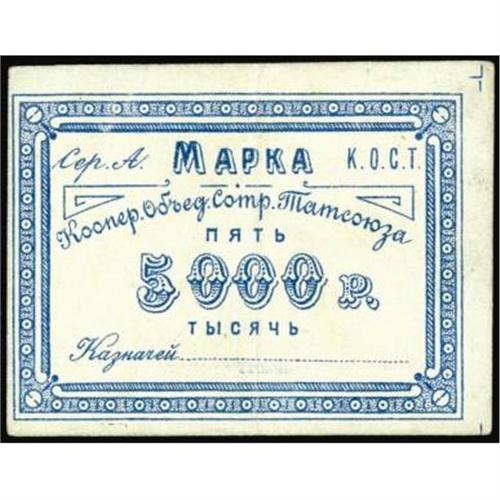 Сер. А. МАРКА К.О.С.Т.
Коопер. Объед. Сотр. Татсоюза
ПЯТЬ
5000 Р.
ТЫСЯЧЬ
Казначей